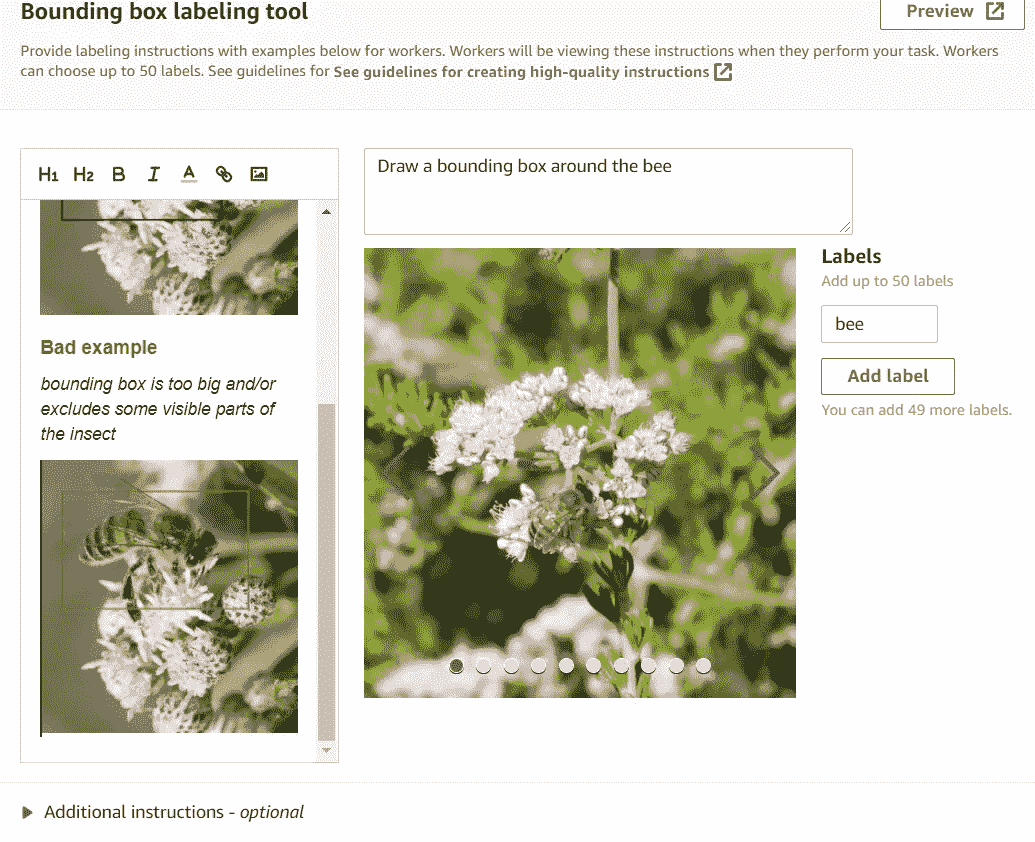 Bounding box labeling tool
Preview
Provide labeling instructions with examples below for workers. Workers will be viewing these instructions when they perform your task. Workers
can choose up to 50 labels. See guidelines for See guidelines for creating high-quality instructions
H1 H2 B I A
Draw a bounding box around the bee
Bad example
bounding box is too big and/or
excludes some visible parts of
the insect
Labels
Add up to 50 labels
bee
Add label
You can add 49 more labels.
Additional instructions - optional